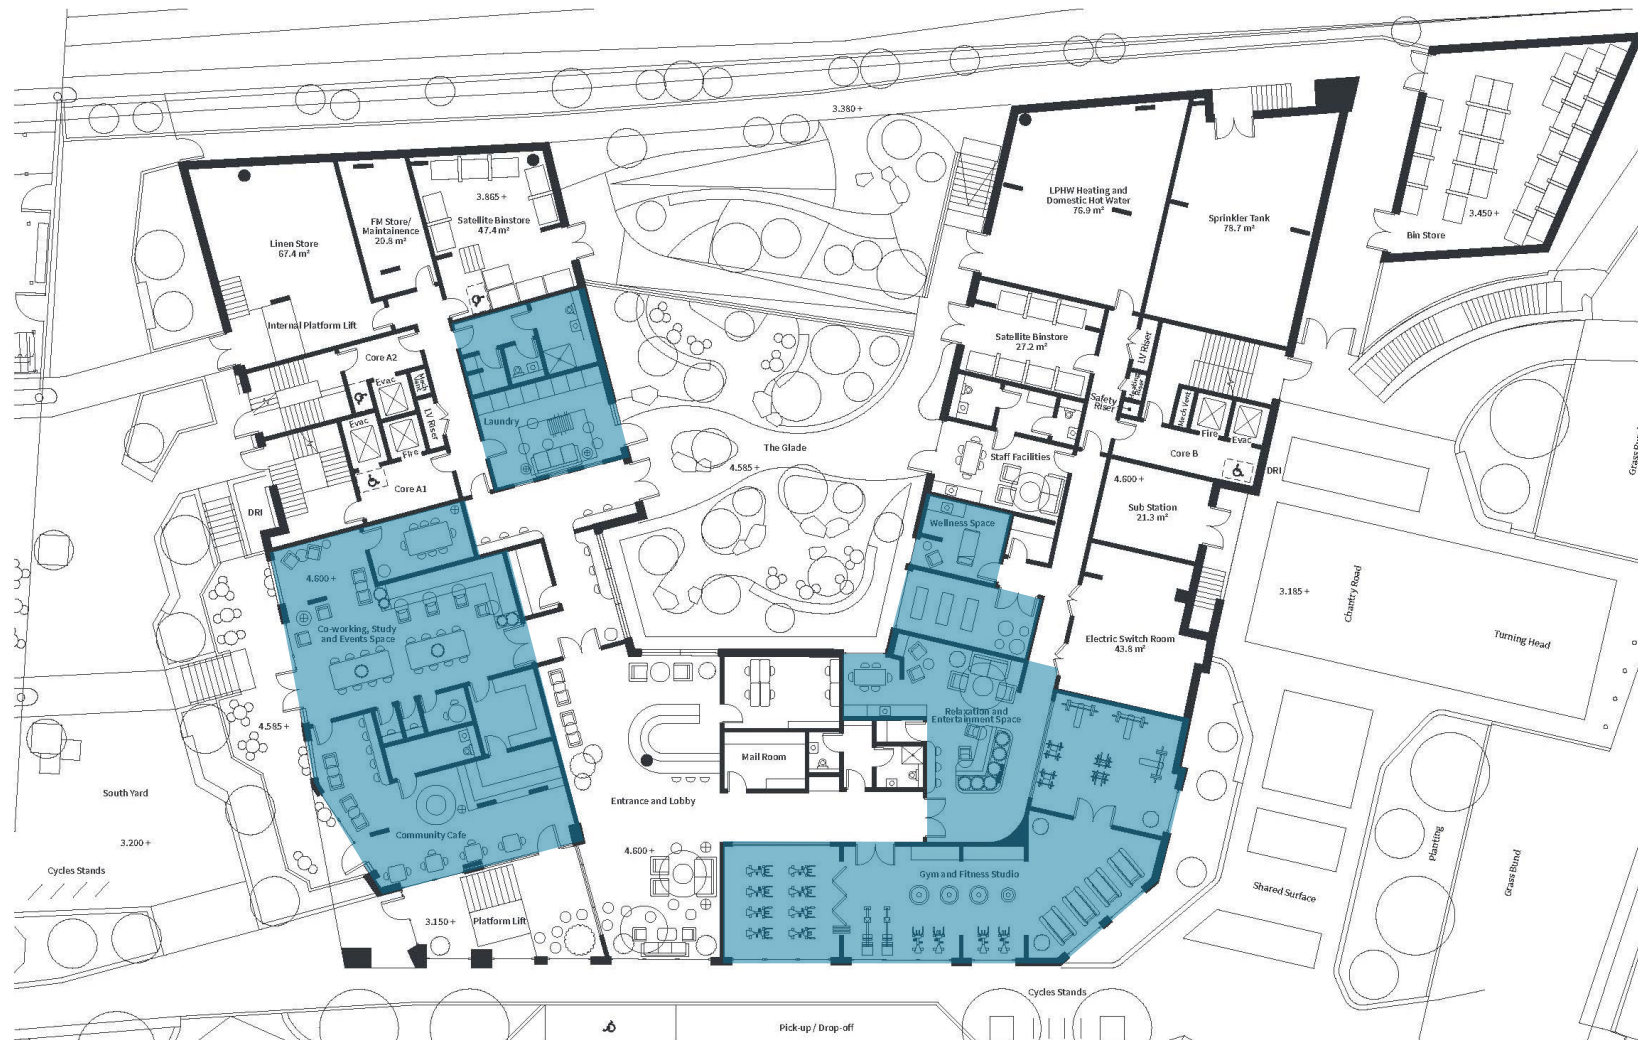 3.380 +
LPHW Heating and
Domestic Hot Water
76.9 m²
Sprinkler Tank
78.7 m²
3.450 +
Bin Store
3.865 +
Satellite Binstore
47.4 m²
FM Store/
Maintainence
20.8 m²
Linen Store
67.4 m²
Internal Platform Lift
Core A2
Evac
Mech Vent
LV Riser
Evac
Fire
Core A1
DRI
Laundry
The Glade
4.585 +
Satellite Binstore
27.2 m²
LV Riser
Safety
Riser
Mech Vent
Fire
Evac
Core B
DRI
Staff Facilities
4.600 +
Sub Station
21.3 m²
Wellness Space
4.600 +
Co-working, Study
and Events Space
Electric Switch Room
43.8 m²
3.185 +
Chantry Road
Turning Head
4.585 +
Relaxation and
Entertainment Space
Mail Room
South Yard
3.200 +
Cycles Stands
Entrance and Lobby
Community Cafe
4.600 +
Gym and Fitness Studio
Shared Surface
Planting
Grass Bund
3.150 +
Platform Lift
Cycles Stands
Pick-up / Drop-off